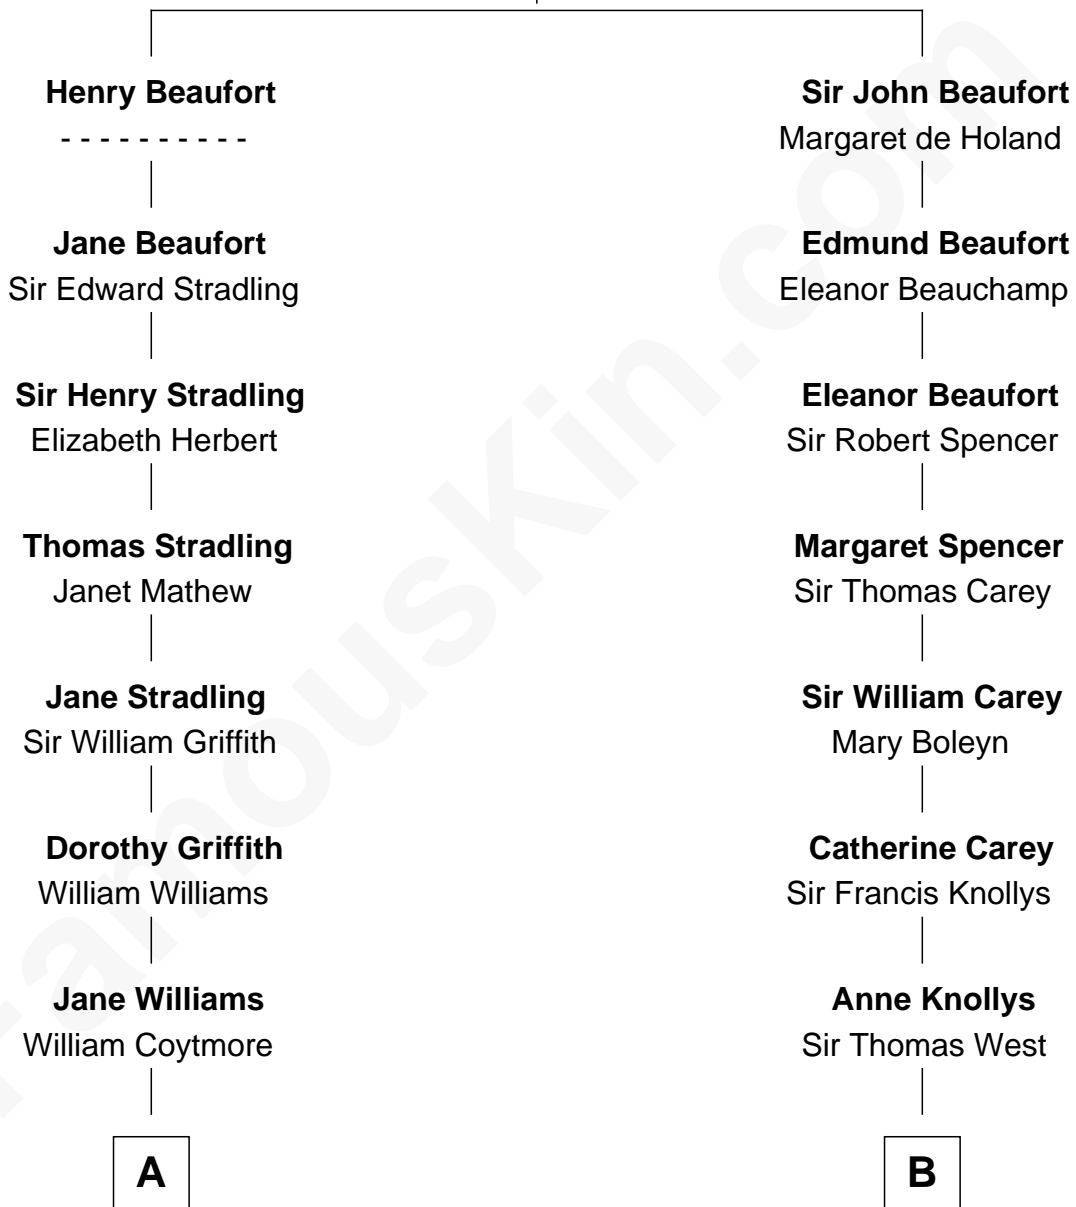 Henry Beaufort
- - - - - - - - - -
Jane Beaufort
Sir Edward Stradling
Sir Henry Stradling
Elizabeth Herbert
Thomas Stradling
Janet Mathew
Jane Stradling
Sir William Griffith
Dorothy Griffith
William Williams
Jane Williams
William Coytmore
A
Sir John Beaufort
Margaret de Holand
Edmund Beaufort
Eleanor Beauchamp
Eleanor Beaufort
Sir Robert Spencer
Margaret Spencer
Sir Thomas Carey
Sir William Carey
Mary Boleyn
Catherine Carey
Sir Francis Knollys
Anne Knollys
Sir Thomas West
B
FamousKin.com